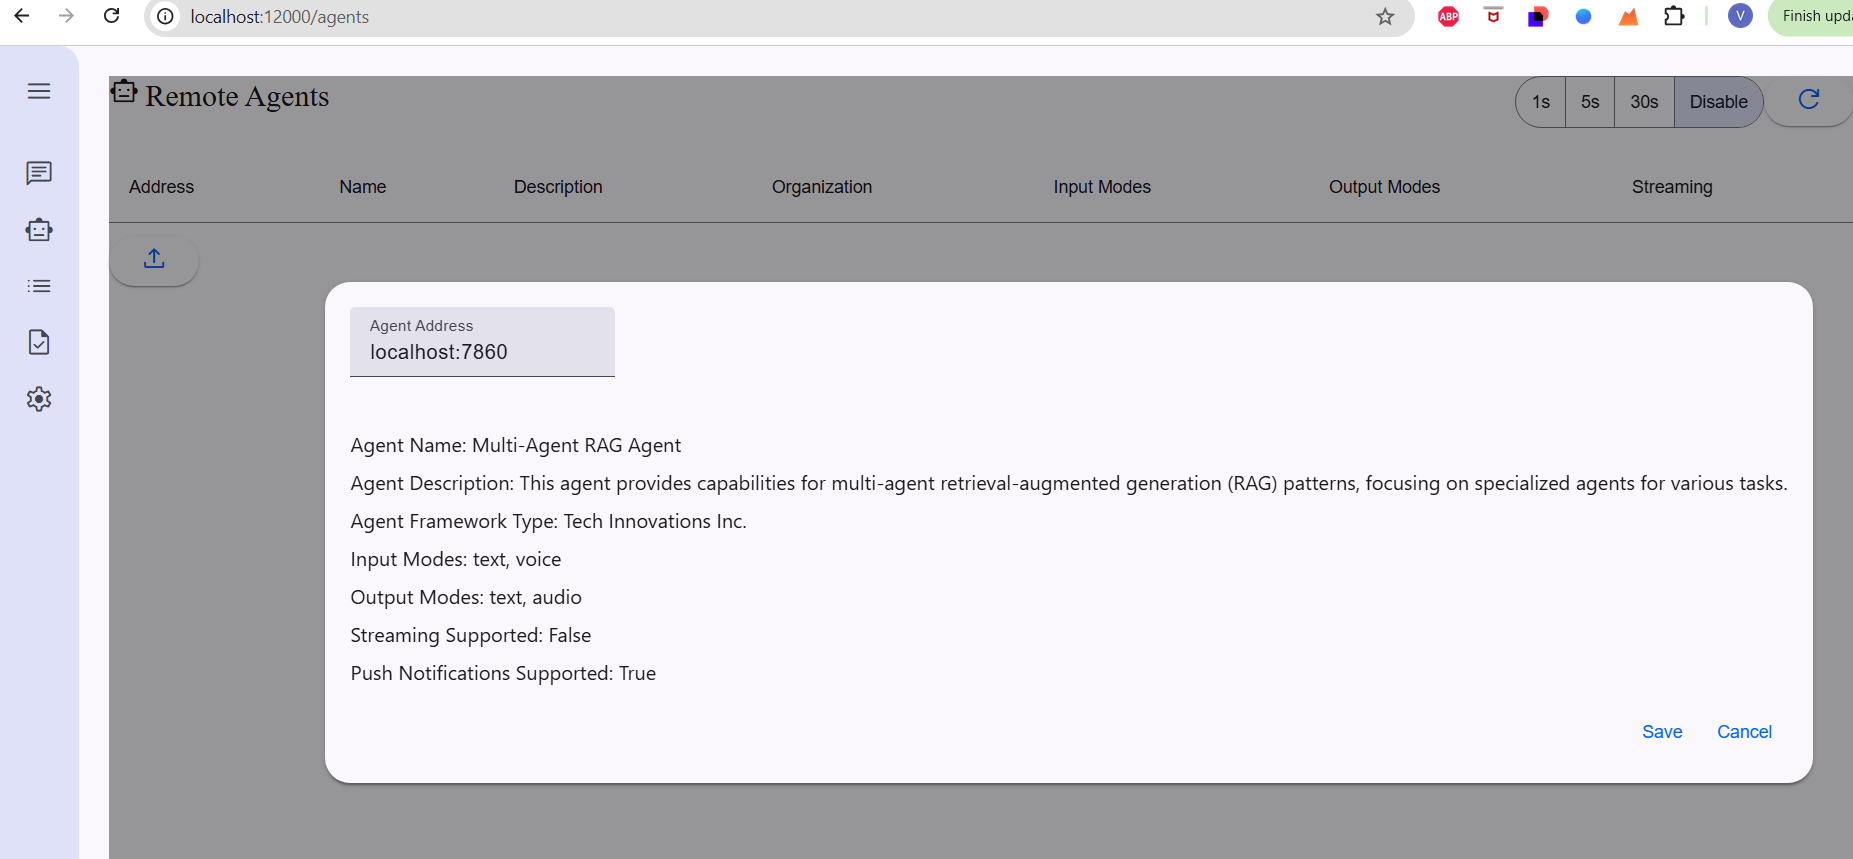 localhost:12000/agents
ABP
V
Finish upda
Remote Agents
1s
5s
30s
Disable
Address
Name
Description
Organization
Input Modes
Output Modes
Streaming
Agent Address
localhost:7860
Agent Name: Multi-Agent RAG Agent
Agent Description: This agent provides capabilities for multi-agent retrieval-augmented generation (RAG) patterns, focusing on specialized agents for various tasks.
Agent Framework Type: Tech Innovations Inc.
Input Modes: text, voice
Output Modes: text, audio
Streaming Supported: False
Push Notifications Supported: True
Save
Cancel